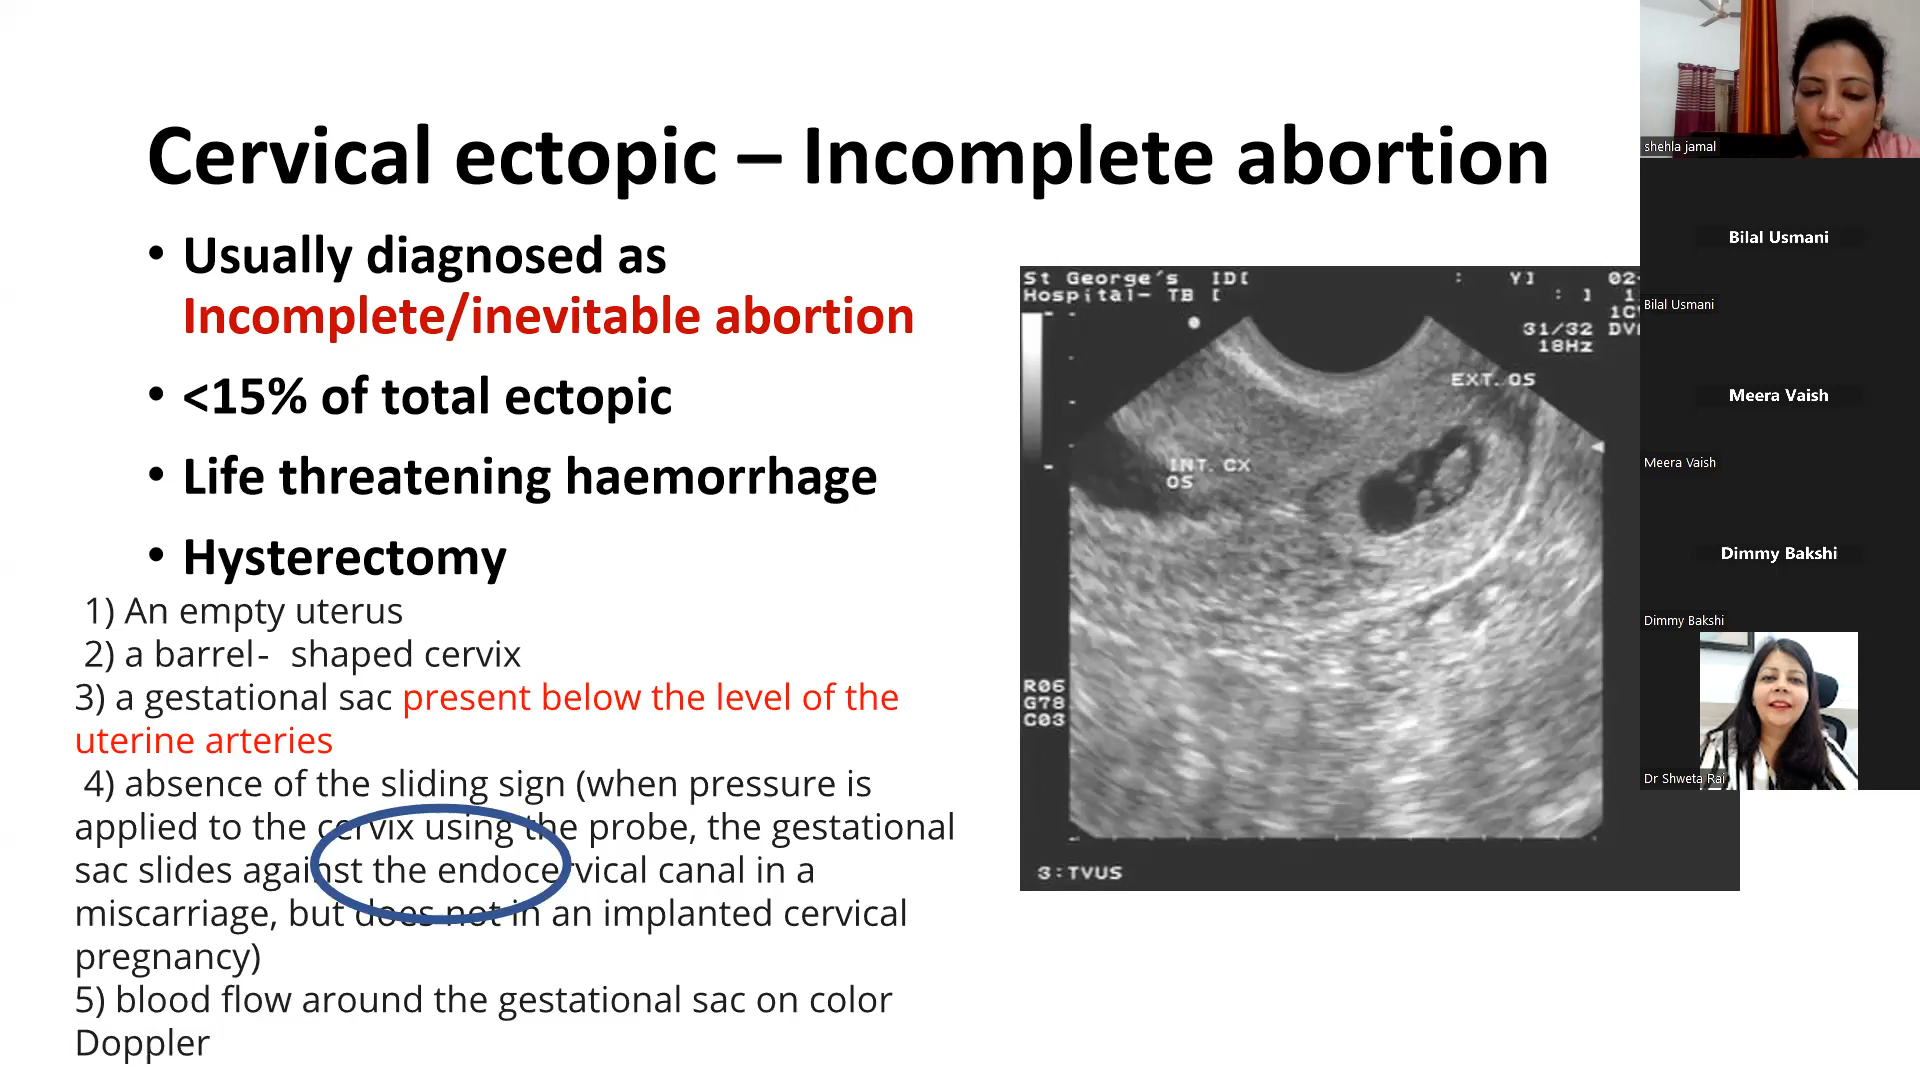 Cervical ectopic – Incomplete abortion
• Usually diagnosed as
Incomplete/inevitable abortion
• <15% of total ectopic
• Life threatening haemorrhage
• Hysterectomy
1) An empty uterus
2) a barrel- shaped cervix
3) a gestational sac present below the level of the
uterine arteries
4) absence of the sliding sign (when pressure is
applied to the cervix using the probe, the gestational
sac slides against the endocervical canal in a
miscarriage, but does not in an implanted cervical
pregnancy)
5) blood flow around the gestational sac on color
Doppler
St George's ID[ : Y] 02-
Hospital- TB [ : ] 1
1C
31/32 DV
18Hz
EXT. OS
INT. CX
OS
R06
G78
C03
3:TVUS
shehla jamal
Bilal Usmani
Bilal Usmani
Meera Vaish
Meera Vaish
Dimmy Bakshi
Dimmy Bakshi
Dr Shweta Rai